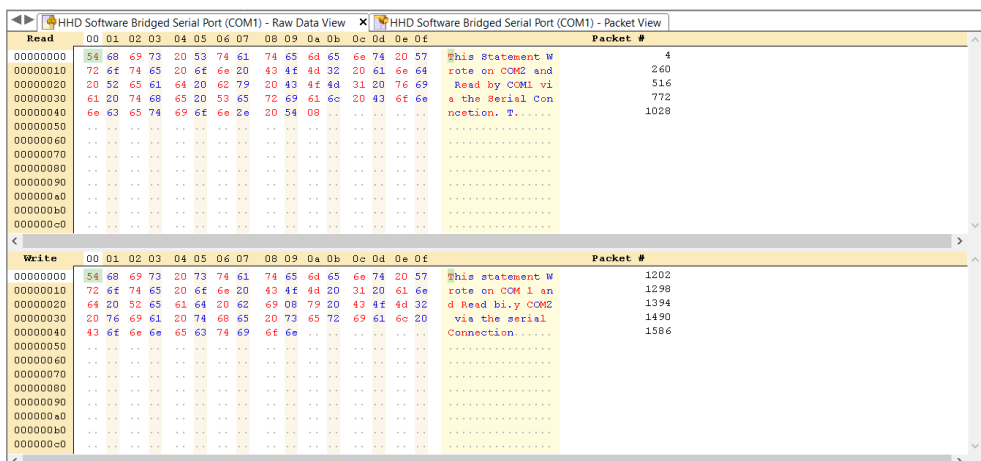 HHD Software Bridged Serial Port (COM1) - Raw Data View x HHD Software Bridged Serial Port (COM1) - Packet View
Read 00 01 02 03 04 05 06 07 08 09 0a 0b 0c 0d 0e 0f Packet #
00000000 54 68 69 73 20 53 74 61 74 65 6d 65 6e 74 20 57 This Statement W 4
00000010 72 6f 74 65 20 6f 6e 20 43 4f 4d 32 20 61 6e 64 rote on COM2 and 260
00000020 20 52 65 61 64 20 62 79 20 43 4f 4d 31 20 76 69 Read by COM1 vi 516
00000030 61 20 74 68 65 20 53 65 72 69 61 6c 20 43 6f 6e a the Serial Con 772
00000040 6e 63 65 74 69 6f 6e 2e 20 54 08 .. .. .. .. .. ncetion. T...... 1028
00000050 .. .. .. .. .. .. .. .. .. .. .. .. .. .. .. .. ................
00000060 .. .. .. .. .. .. .. .. .. .. .. .. .. .. .. .. ................
00000070 .. .. .. .. .. .. .. .. .. .. .. .. .. .. .. .. ................
00000080 .. .. .. .. .. .. .. .. .. .. .. .. .. .. .. .. ................
00000090 .. .. .. .. .. .. .. .. .. .. .. .. .. .. .. .. ................
000000a0 .. .. .. .. .. .. .. .. .. .. .. .. .. .. .. .. ................
000000b0 .. .. .. .. .. .. .. .. .. .. .. .. .. .. .. .. ................
000000c0 .. .. .. .. .. .. .. .. .. .. .. .. .. .. .. .. ................
Write 00 01 02 03 04 05 06 07 08 09 0a 0b 0c 0d 0e 0f Packet #
00000000 54 68 69 73 20 73 74 61 74 65 6d 65 6e 74 20 57 This statement W 1202
00000010 72 6f 74 65 20 6f 6e 20 43 4f 4d 20 31 20 61 6e rote on COM 1 an 1298
00000020 64 20 52 65 61 64 20 62 69 08 79 20 43 4f 4d 32 d Read bi.y COM2 1394
00000030 20 76 69 61 20 74 68 65 20 73 65 72 69 61 6c 20 via the serial 1490
00000040 43 6f 6e 6e 65 63 74 69 6f 6e .. .. .. .. .. .. Connection...... 1586
00000050 .. .. .. .. .. .. .. .. .. .. .. .. .. .. .. .. ................
00000060 .. .. .. .. .. .. .. .. .. .. .. .. .. .. .. .. ................
00000070 .. .. .. .. .. .. .. .. .. .. .. .. .. .. .. .. ................
00000080 .. .. .. .. .. .. .. .. .. .. .. .. .. .. .. .. ................
00000090 .. .. .. .. .. .. .. .. .. .. .. .. .. .. .. .. ................
000000a0 .. .. .. .. .. .. .. .. .. .. .. .. .. .. .. .. ................
000000b0 .. .. .. .. .. .. .. .. .. .. .. .. .. .. .. .. ................
000000c0 .. .. .. .. .. .. .. .. .. .. .. .. .. .. .. .. ................